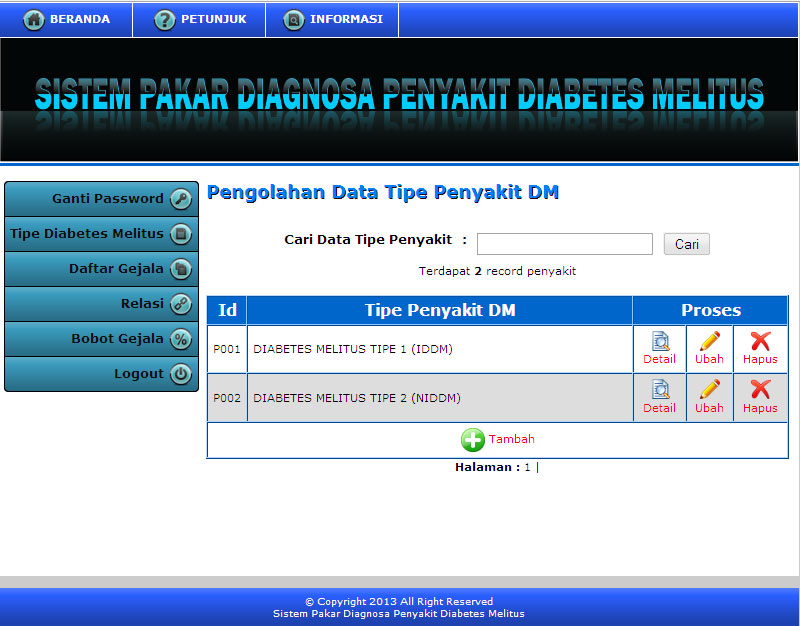 BERANDA PETUNJUK INFORMASI
SISTEM PAKAR DIAGNOSA PENYAKIT DIABETES MELITUS
Ganti Password
Tipe Diabetes Melitus
Daftar Gejala
Relasi
Bobot Gejala
Logout
Pengolahan Data Tipe Penyakit DM
Cari Data Tipe Penyakit : Cari
Terdapat 2 record penyakit
Id Tipe Penyakit DM Proses
P001 DIABETES MELITUS TIPE 1 (IDDM) Detail Ubah Hapus
P002 DIABETES MELITUS TIPE 2 (NIDDM) Detail Ubah Hapus
Tambah
Halaman : 1 |
© Copyright 2013 All Right Reserved
Sistem Pakar Diagnosa Penyakit Diabetes Melitus